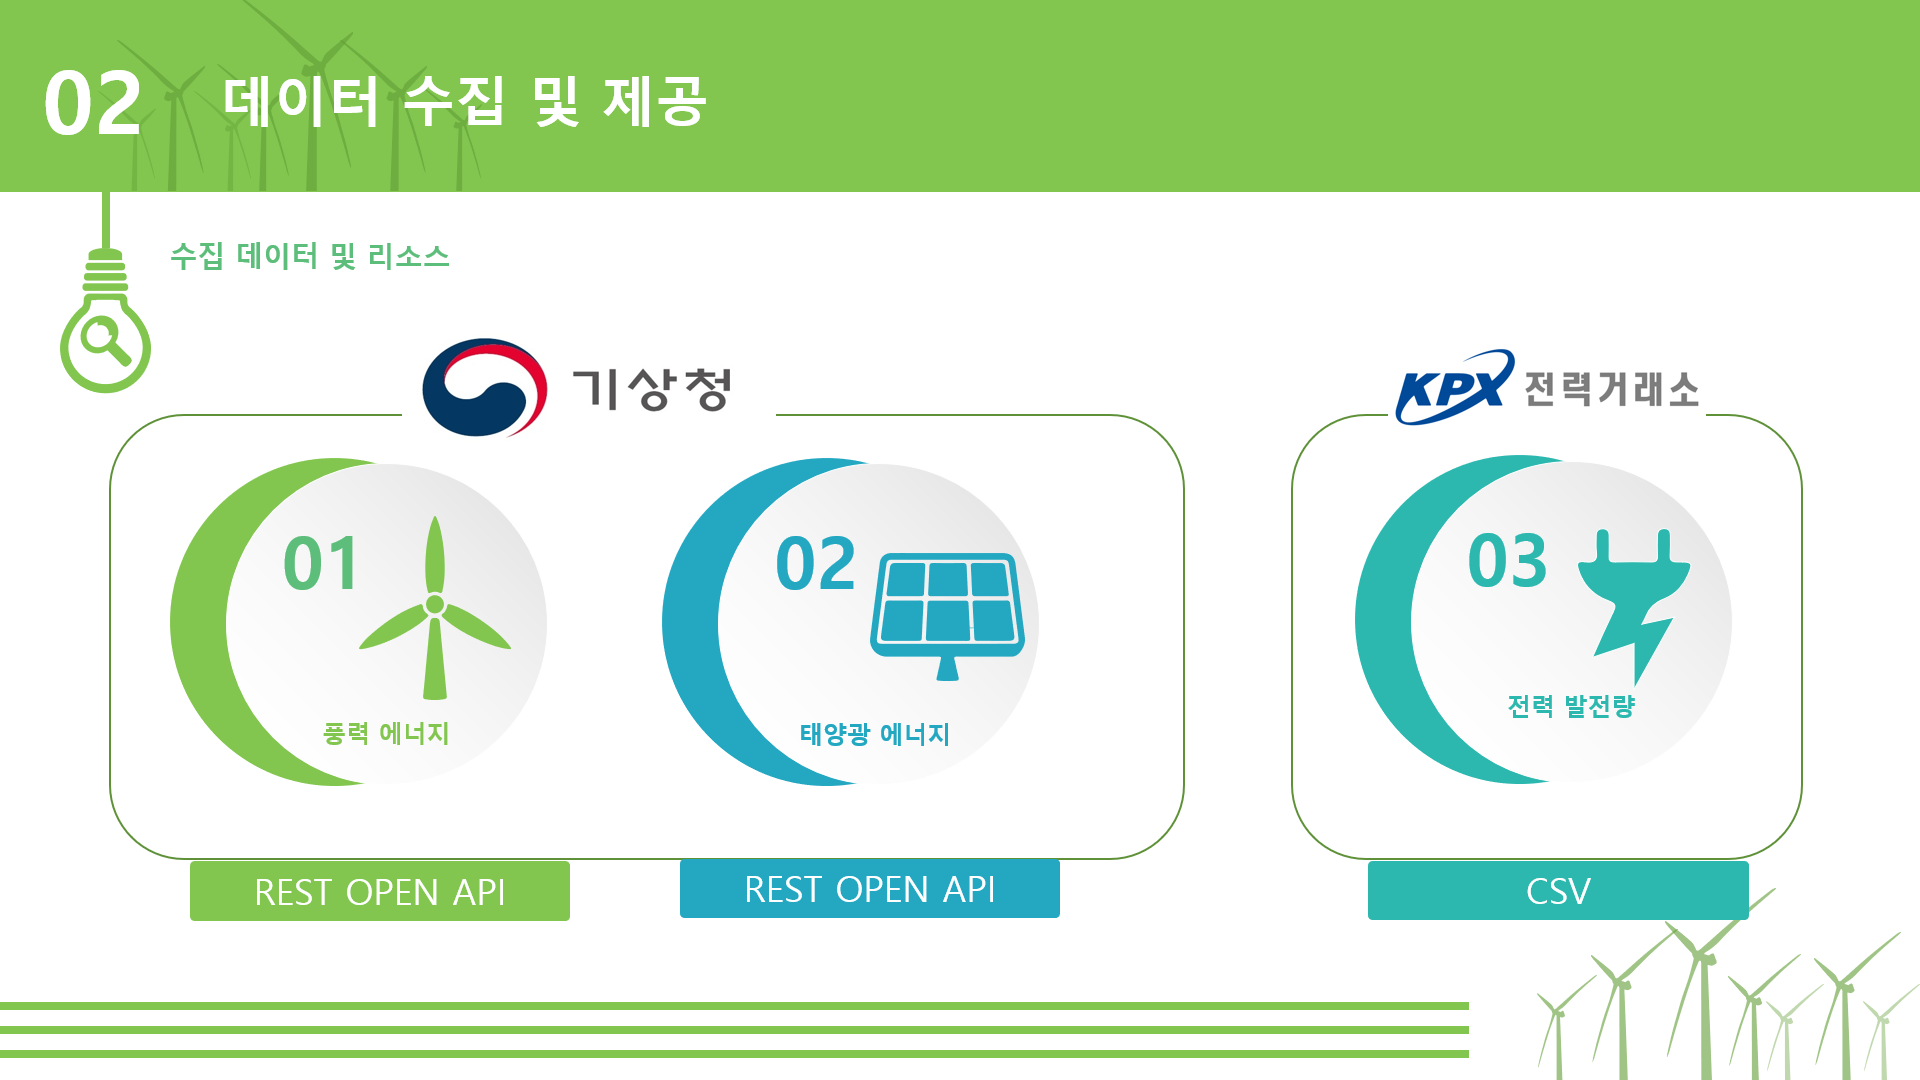 02 데이터 수집 및 제공
수집 데이터 및 리소스
기상청
KPX 전력거래소
01
풍력 에너지
02
태양광 에너지
03
전력 발전량
REST OPEN API
REST OPEN API
CSV